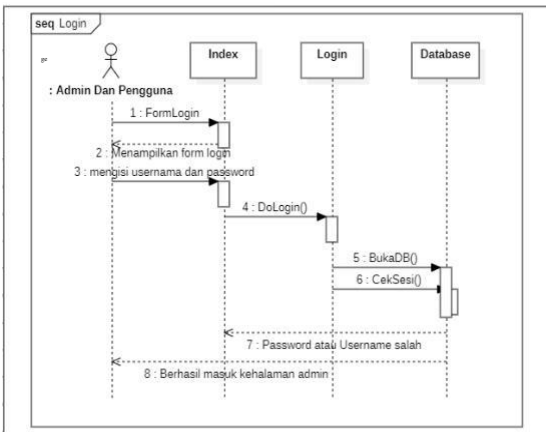 seq Login
Index
Login
Database
: Admin Dan Pengguna
1 : FormLogin
2 : Menampilkan form login
3 : mengisi usernama dan password
4 : DoLogin()
5 : BukaDB()
6 : CekSesi()
7 : Password atau Username salah
8 : Berhasil masuk kehalaman admin